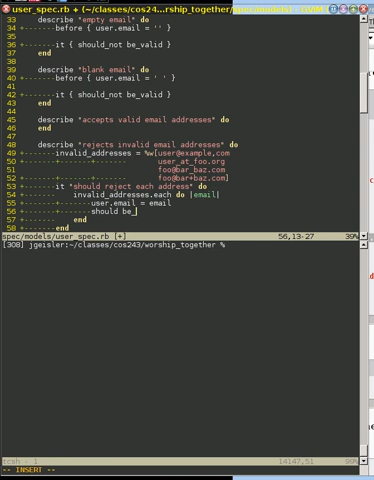 user_spec.rb + (~/classes/cos24...rship_together/
33 describe "empty email" do
34 +-------before { user.email = '' }
35
36 +-------it { should_not be_valid }
37 end
38
39 describe "blank email" do
40 +-------before { user.email = ' ' }
41
42 +-------it { should_not be_valid }
43 end
44
45 describe "accepts valid email addresses" do
46 end
47
48 describe "rejects invalid email addresses" do
49 +-------invalid_addresses = %w[user@example,com
50 +-------+-------+------- user_at_foo.org
51 foo@bar_baz.com
52 +-------+-------+------- foo@bar+baz.com]
53 +-------it "should reject each address" do
54 +------- invalid_addresses.each do |email|
55 +-------+-------user.email = email
56 +-------+-------should be_
57 +------- end
58 +-------end
spec/models/user_spec.rb [+] 56,13-27 39%
[308] jgeisler:~/classes/cos243/worship_together %
tcsh - 1 14147,51 99%
-- INSERT --